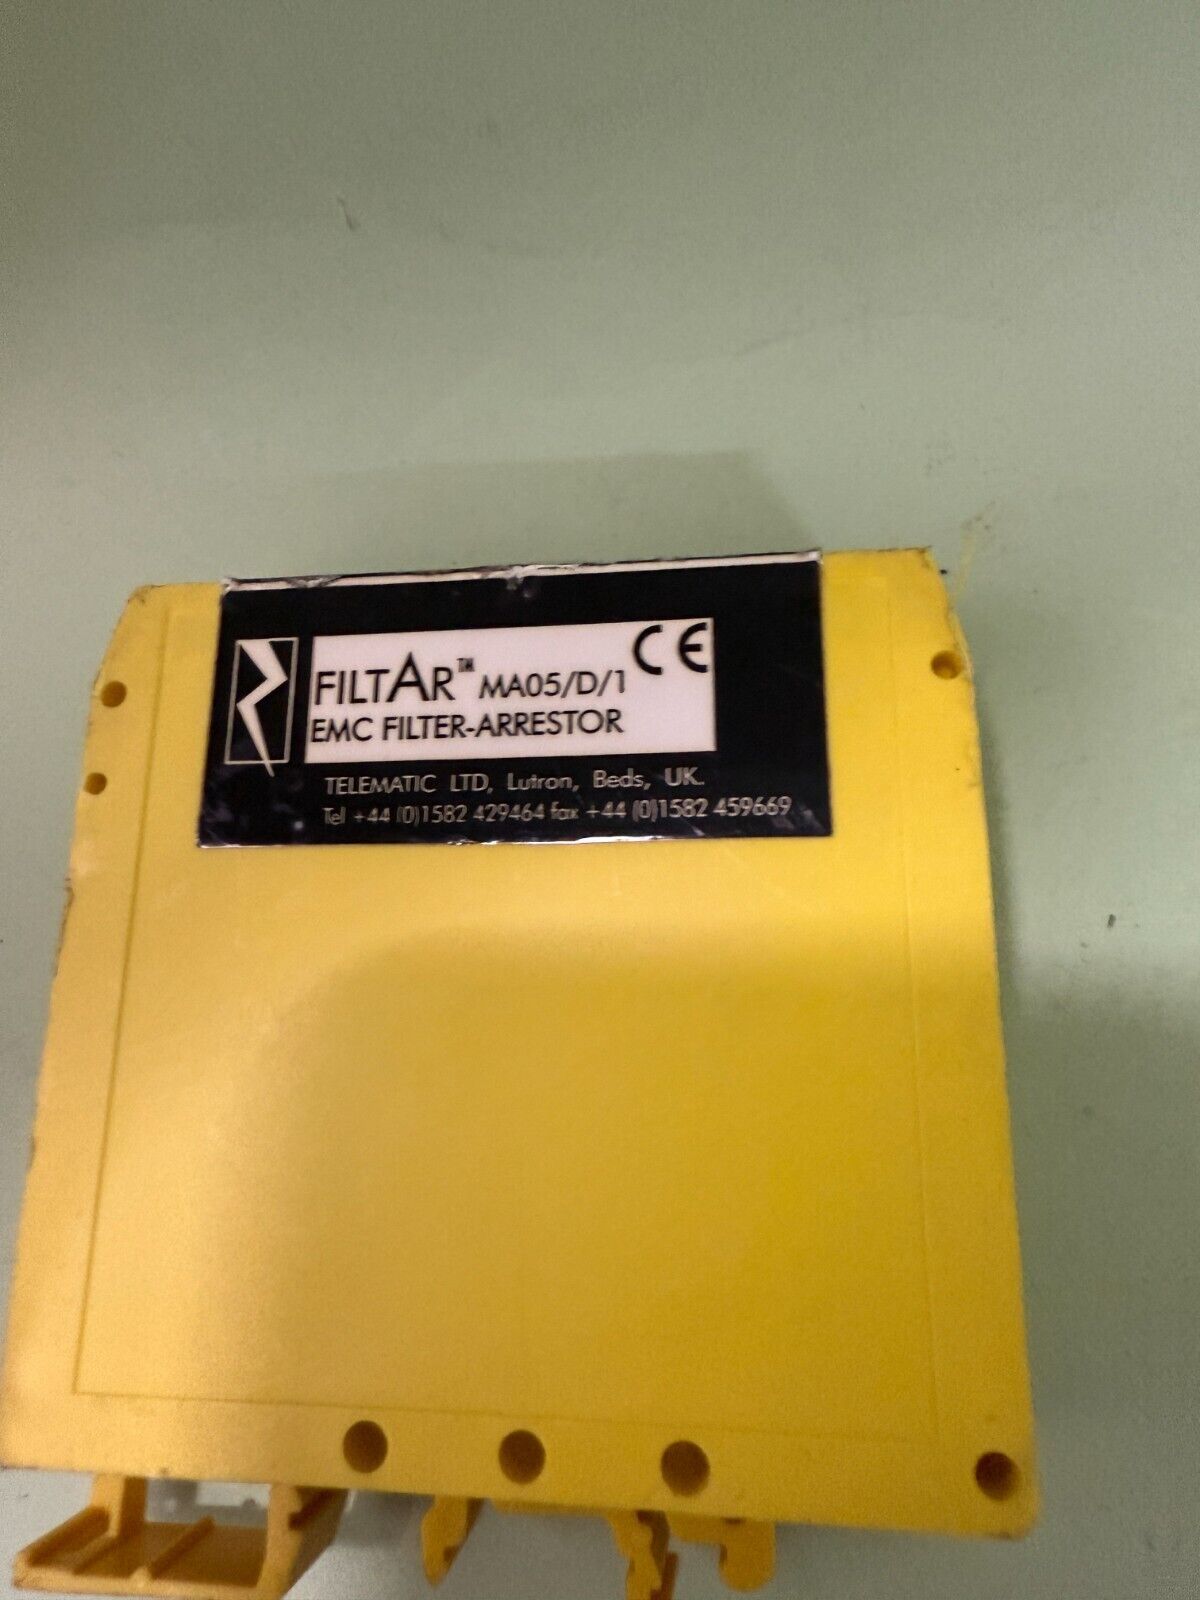 FILTAR™ MA05/D/1 CE
EMC FILTER-ARRESTOR
TELEMATIC LTD, Lutron, Beds, UK.
Tel +44 (0)1582 429464 fax +44 (0)1582 459669